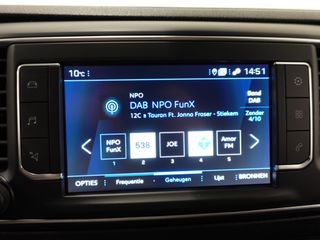 10°C
14:51
NPO
DAB NPO FunX
12C e Touron Ft. Jonna Fraser - Stiekem
Band
DAB
Zender
4/10
NPO FunX
538
JOE
Amor FM
1 2 3 4 5
OPTIES
Frequentie
Geheugen
Lijst
BRONNEN